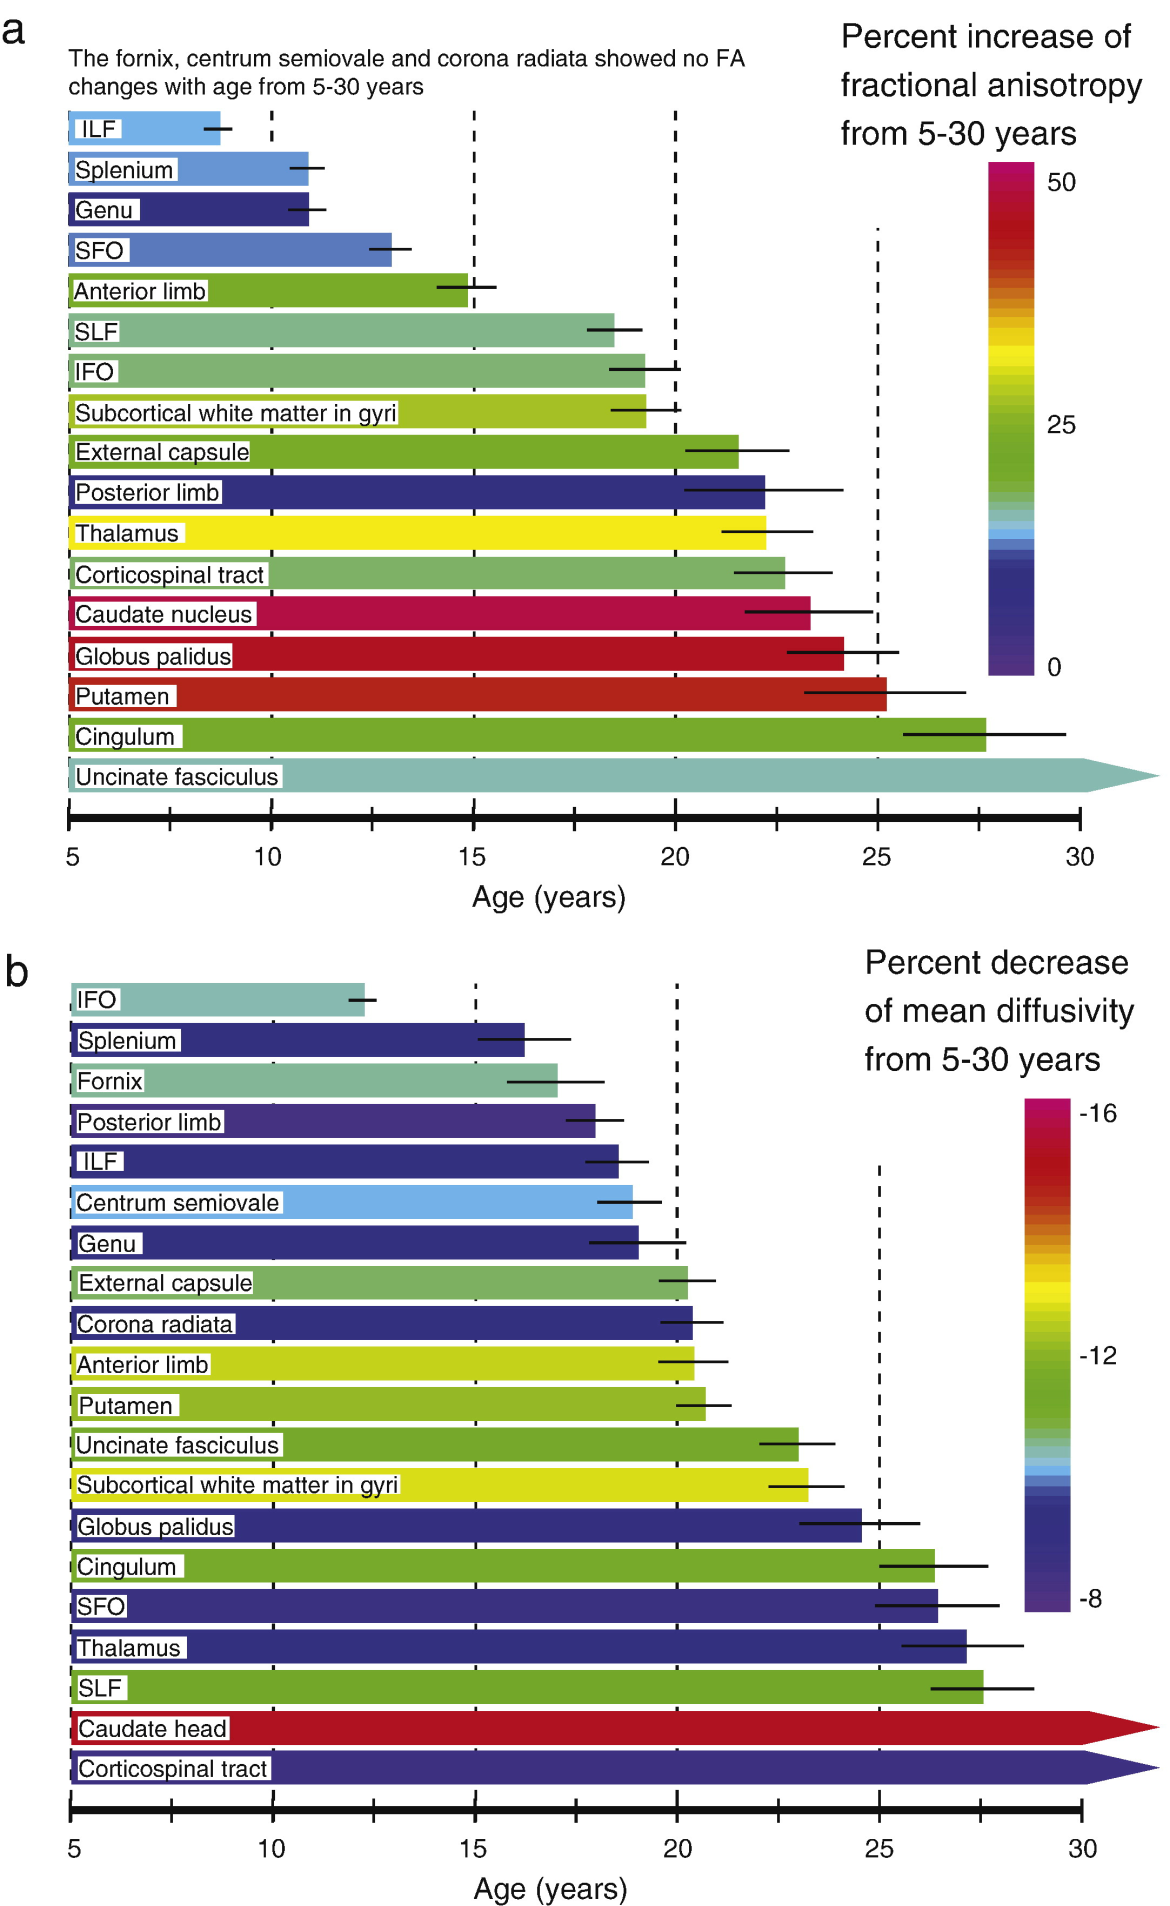 a
The fornix, centrum semiovale and corona radiata showed no FA
changes with age from 5-30 years
Percent increase of
fractional anisotropy
from 5-30 years
ILF
Splenium
Genu
SFO
Anterior limb
SLF
IFO
Subcortical white matter in gyri
External capsule
Posterior limb
Thalamus
Corticospinal tract
Caudate nucleus
Globus palidus
Putamen
Cingulum
Uncinate fasciculus
50
25
0
5 10 15 20 25 30
Age (years)
b
Percent decrease
of mean diffusivity
from 5-30 years
IFO
Splenium
Fornix
Posterior limb
ILF
Centrum semiovale
Genu
External capsule
Corona radiata
Anterior limb
Putamen
Uncinate fasciculus
Subcortical white matter in gyri
Globus palidus
Cingulum
SFO
Thalamus
SLF
Caudate head
Corticospinal tract
-16
-12
-8
5 10 15 20 25 30
Age (years)